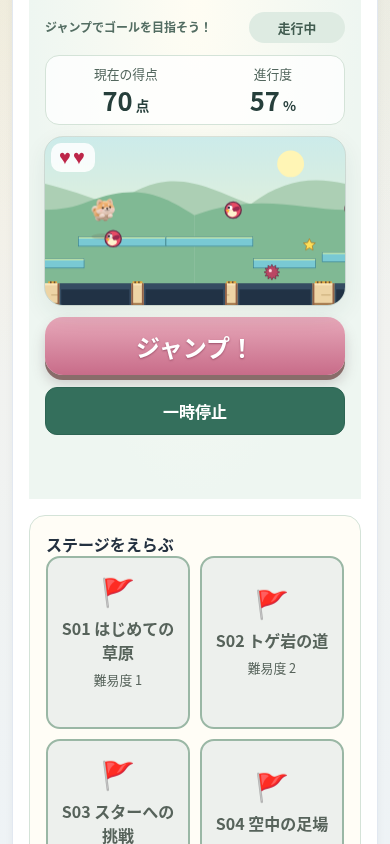 ジャンプでゴールを目指そう！
走行中
現在の得点
進行度
70 点
57 %
ジャンプ！
一時停止
ステージをえらぶ
S01 はじめての
草原
難易度 1
S02 トゲ岩の道
難易度 2
S03 スターへの
挑戦
S04 空中の足場